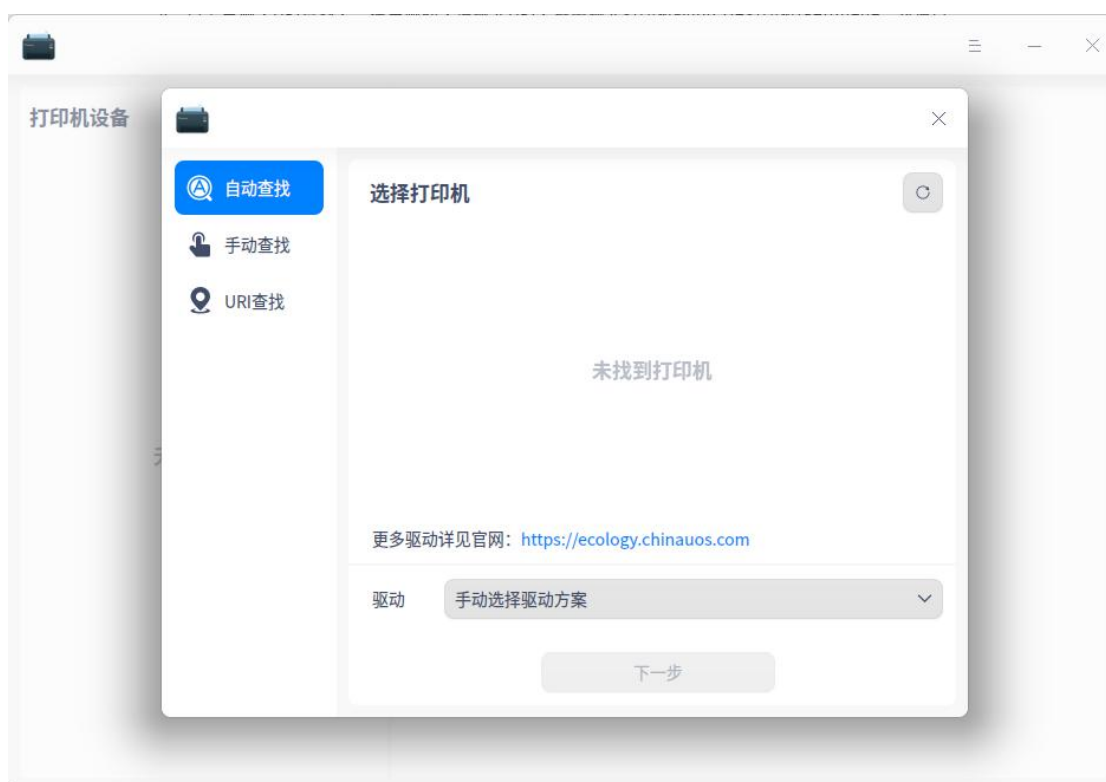 打印机设备
自动查找
手动查找
URI查找
选择打印机
未找到打印机
更多驱动详见官网：https://ecology.chinauos.com
驱动
手动选择驱动方案
下一步